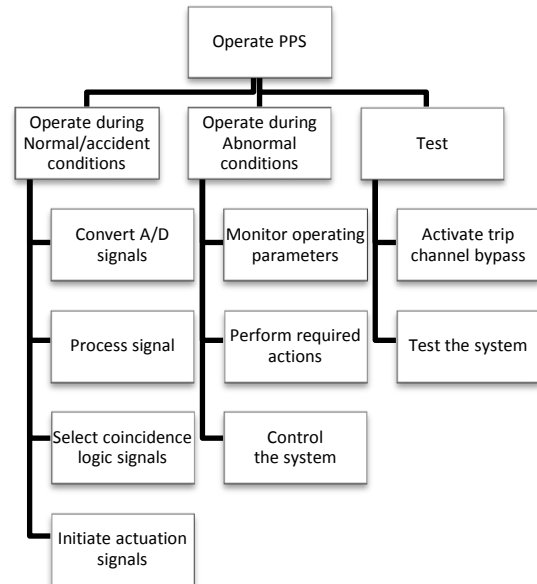 Operate PPS
Operate during
Normal/accident
conditions
Operate during
Abnormal
conditions
Test
Convert A/D
signals
Monitor operating
parameters
Activate trip
channel bypass
Process signal
Perform required
actions
Test the system
Select coincidence
logic signals
Control
the system
Initiate actuation
signals